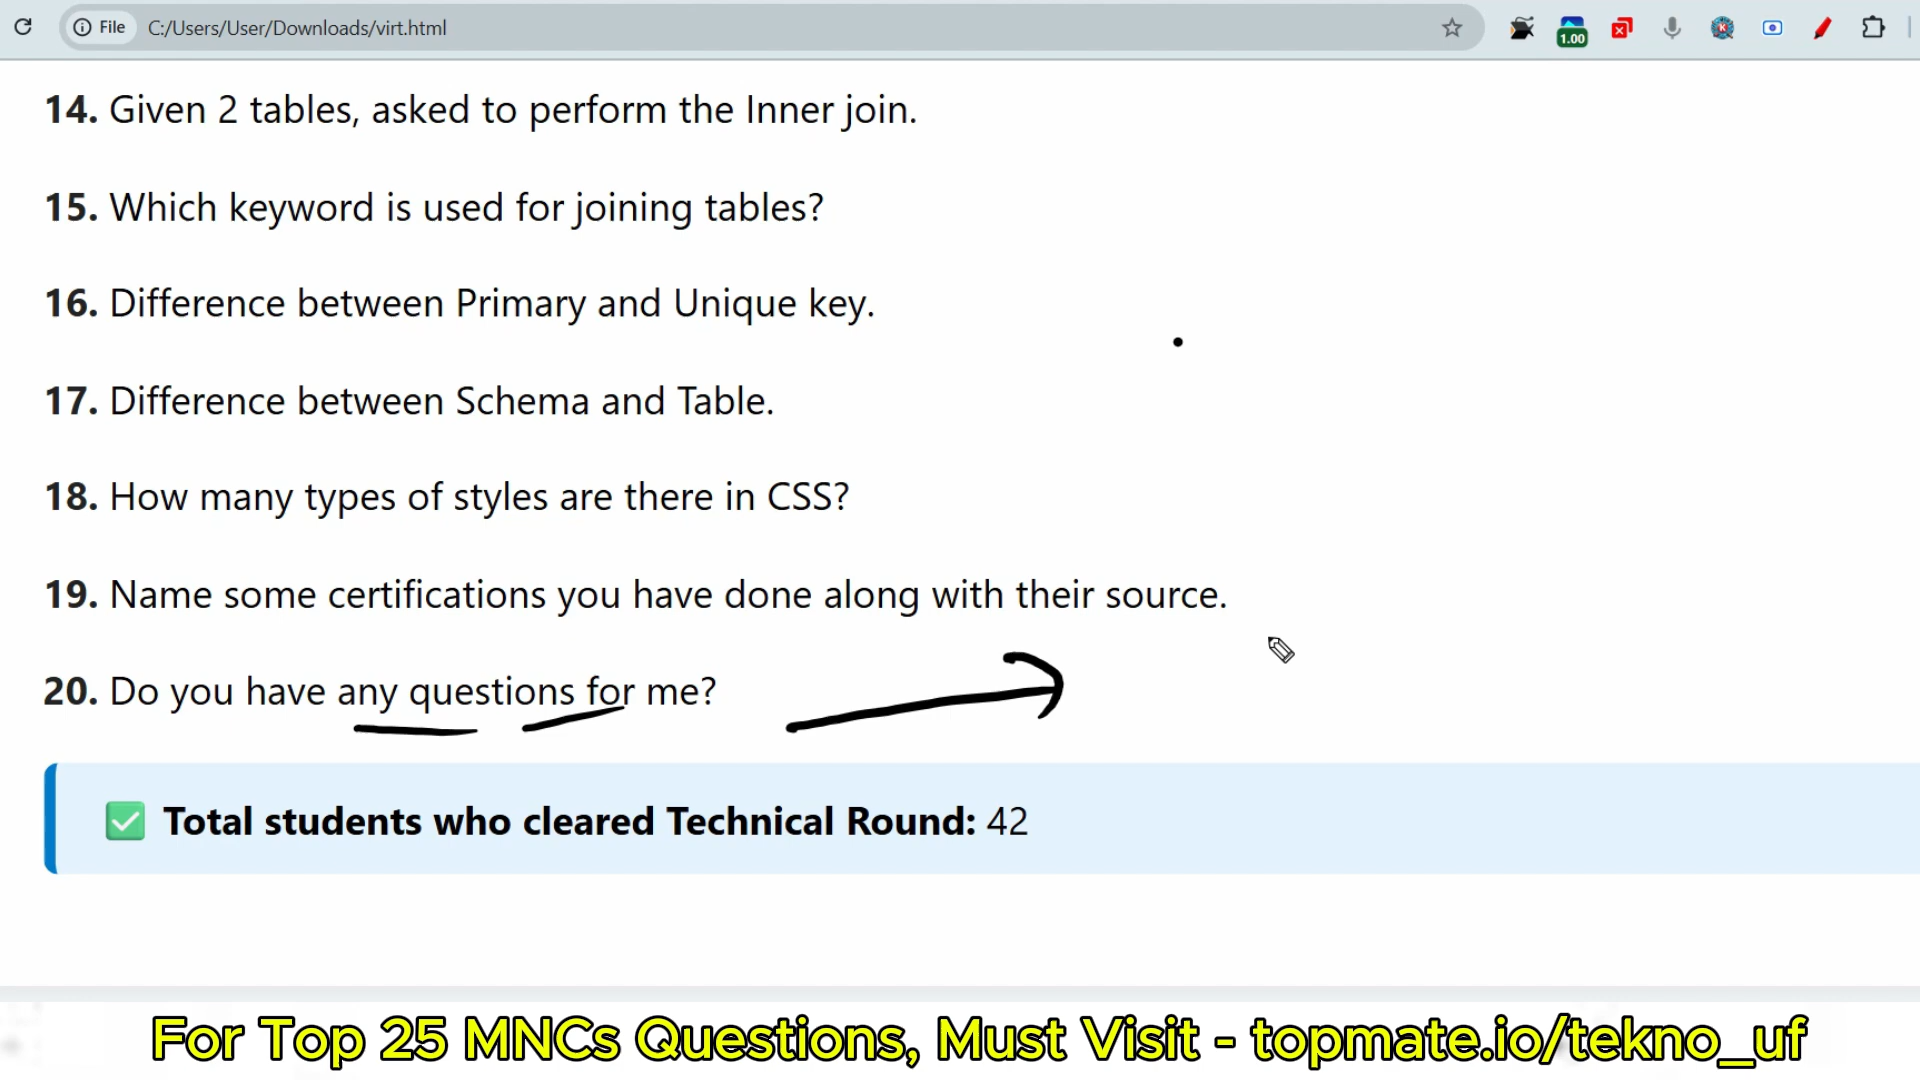 File C:/Users/User/Downloads/virt.html
1.00
14. Given 2 tables, asked to perform the Inner join.
15. Which keyword is used for joining tables?
16. Difference between Primary and Unique key.
17. Difference between Schema and Table.
18. How many types of styles are there in CSS?
19. Name some certifications you have done along with their source.
20. Do you have any questions for me?
✅ Total students who cleared Technical Round: 42
For Top 25 MNCs Questions, Must Visit - topmate.io/tekno_uf